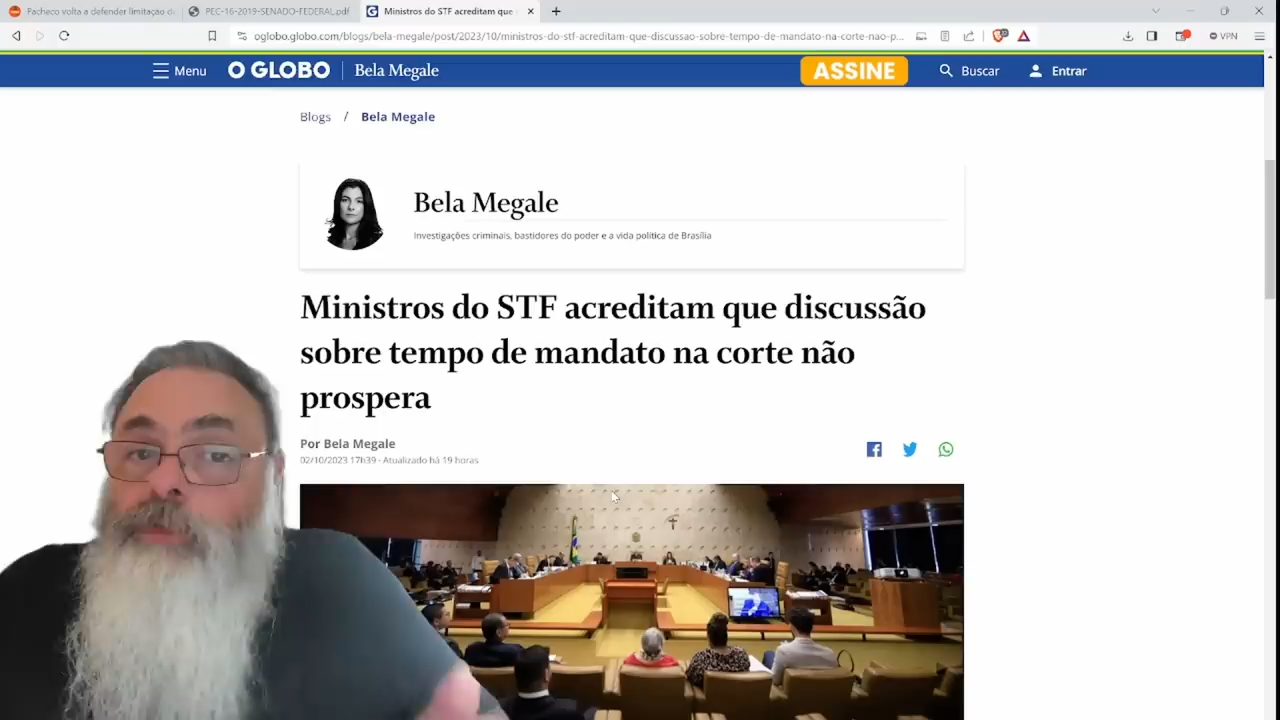 Pacheco volta a defender limitação d
PEC-16-2019-SENADO-FEDERAL.pdf
Ministros do STF acreditam que
oglobo.globo.com/blogs/bela-megale/post/2023/10/ministros-do-stf-acreditam-que-discussao-sobre-tempo-de-mandato-na-corte-nao-p...
VPN
Menu
O GLOBO
Bela Megale
ASSINE
Buscar
Entrar
Blogs / Bela Megale
Bela Megale
Investigações criminais, bastidores do poder e a vida política de Brasília
Ministros do STF acreditam que discussão
sobre tempo de mandato na corte não
prospera
Por Bela Megale
02/10/2023 17h39 - Atualizado há 19 horas